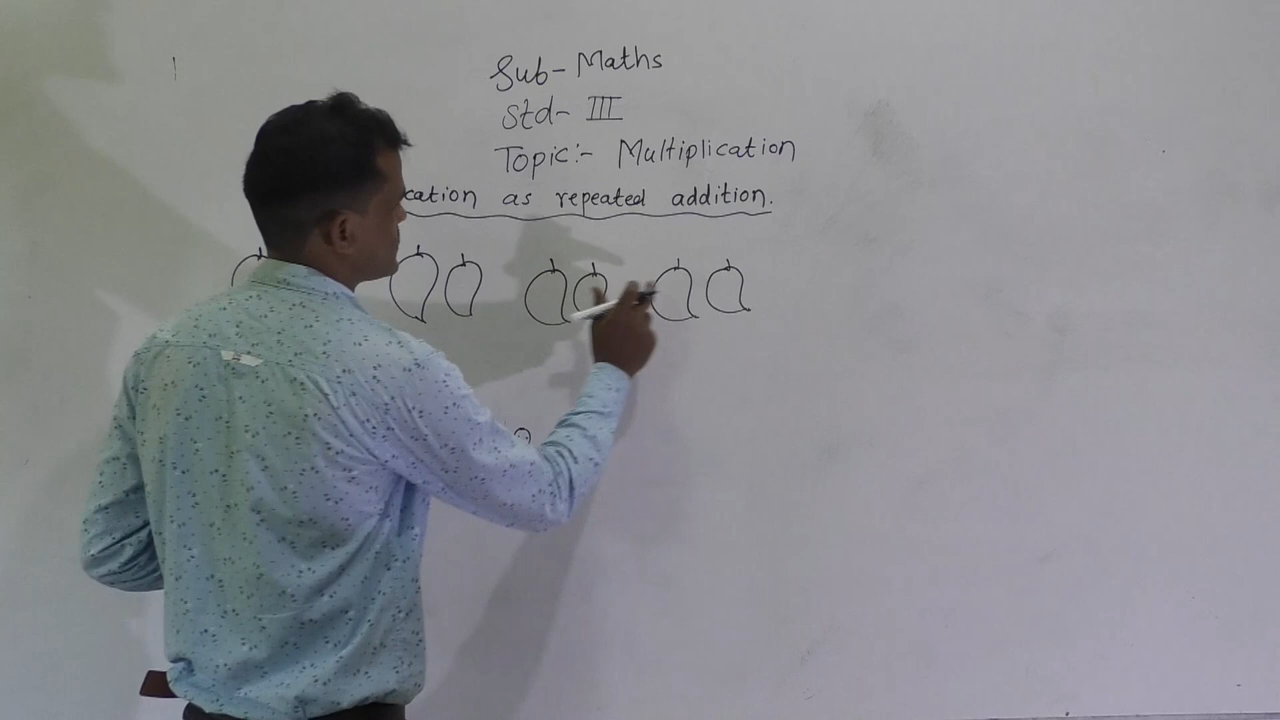 Sub- Maths
Std- III
Topic:- Multiplication
cation as repeated addition.